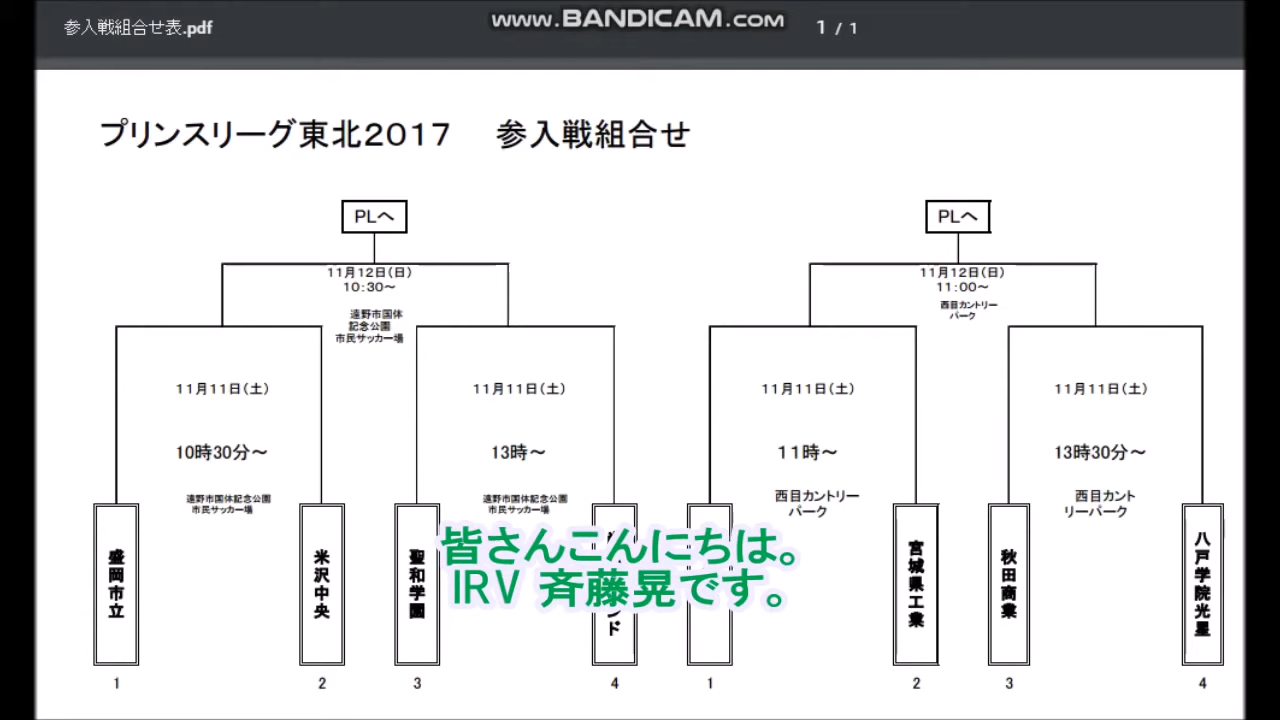 参入戦組合せ表.pdf
www.BANDICAM.com
1 / 1
プリンスリーグ東北2017 参入戦組合せ
PLへ
PLへ
11月12日(日)
10:30～
遠野市国体
記念公園
市民サッカー場
11月12日(日)
11:00～
西目カントリー
パーク
11月11日(土)
10時30分～
遠野市国体記念公園
市民サッカー場
11月11日(土)
13時～
遠野市国体記念公園
市民サッカー場
11月11日(土)
11時～
西目カントリー
パーク
11月11日(土)
13時30分～
西目カント
リーパーク
盛岡市立
米沢中央
聖和学園
ンド
宮城県工業
秋田商業
八戸学院光星
皆さんこんにちは。
IRV 斉藤晃です。
1
2
3
4
1
2
3
4